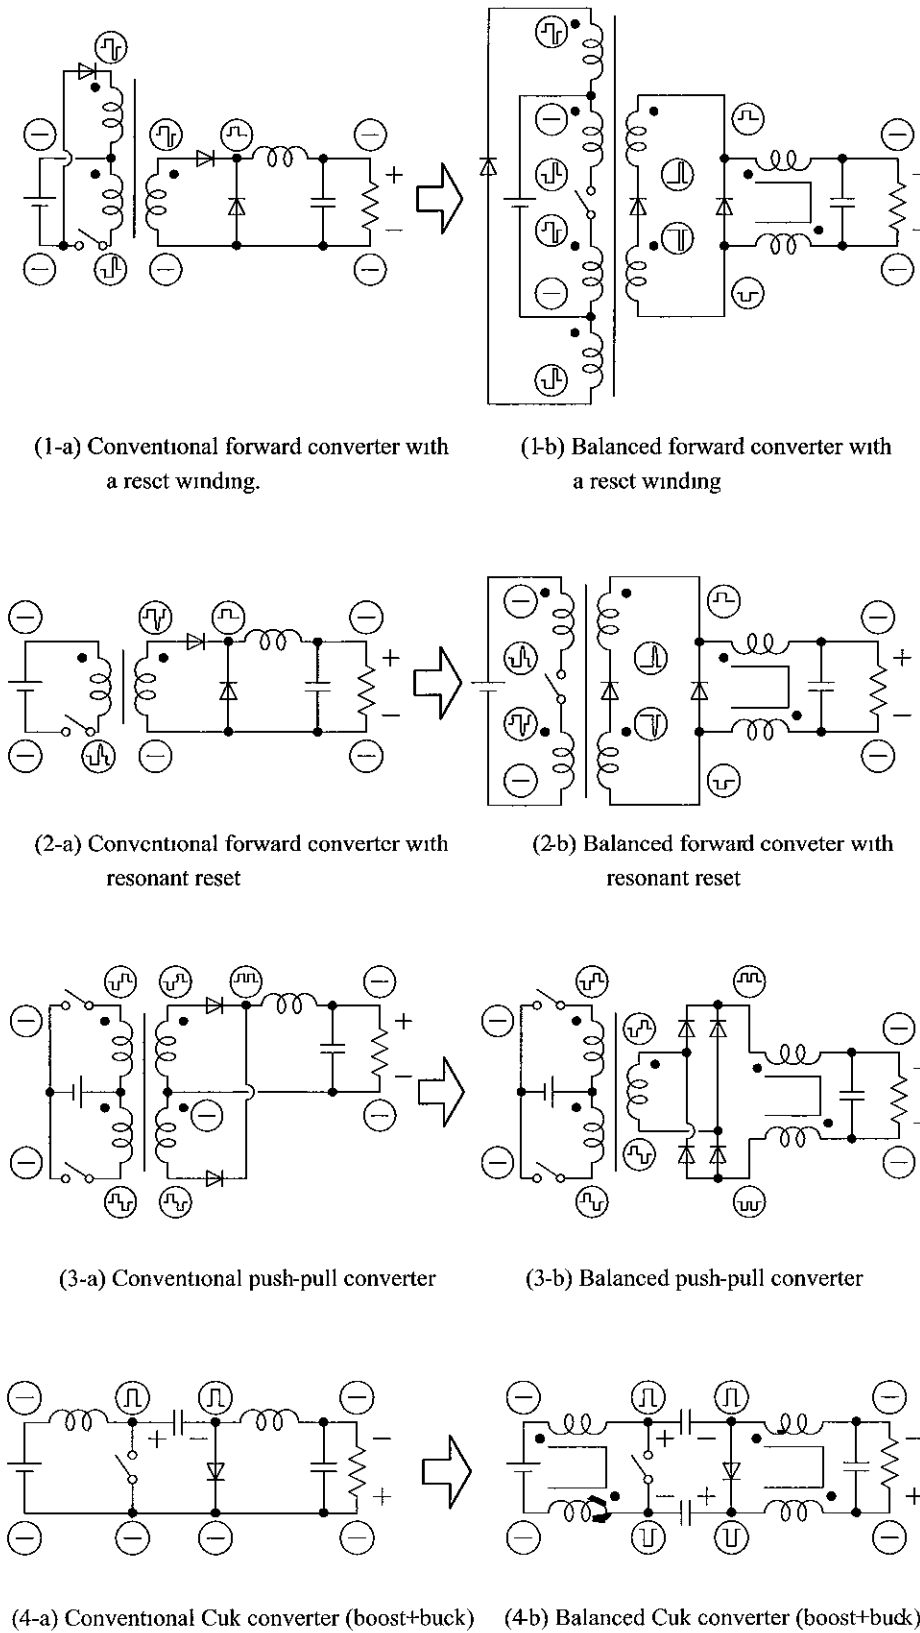 +
−
(1-a) Conventional forward converter with
a reset winding.
(1-b) Balanced forward converter with
a reset winding
+
−
+
−
(2-a) Conventional forward converter with
resonant reset
(2-b) Balanced forward conveter with
resonant reset
+
−
(3-a) Conventional push-pull converter
(3-b) Balanced push-pull converter
+ −
−
+
+ −
− +
−
+
(4-a) Conventional Cuk converter (boost+buck)
(4-b) Balanced Cuk converter (boost+buck)